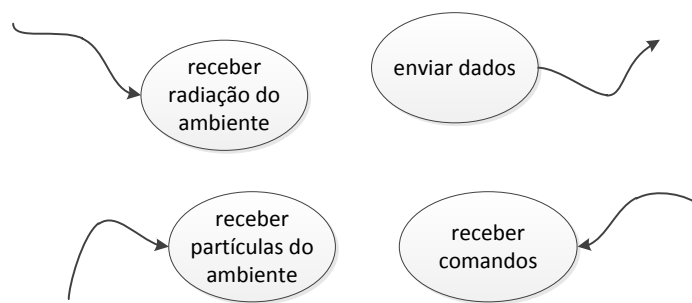 receber
radiação do
ambiente
enviar dados
receber
partículas do
ambiente
receber
comandos